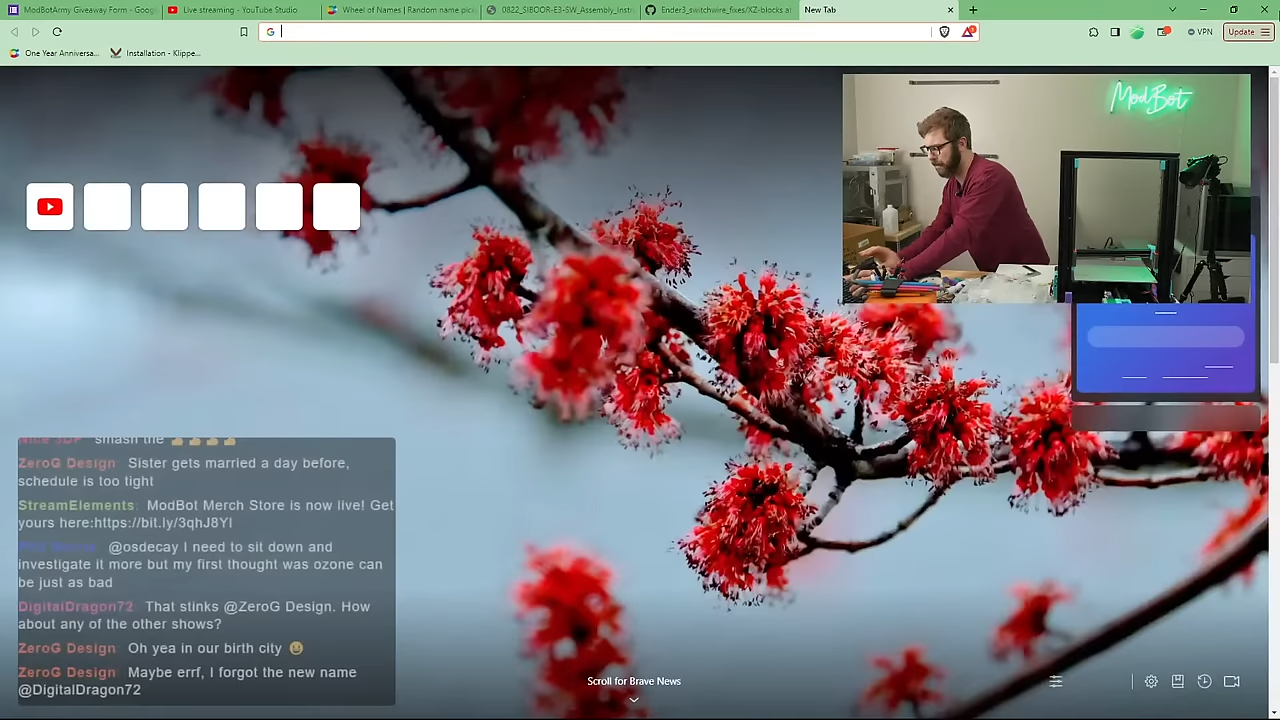 ModBotArmy Giveaway Form - Goog
Live streaming - YouTube Studio
Wheel of Names | Random name pic
0822_SIBOOR-E3-SW_Assembly_Inst
Ender3_switchwire_fixes/XZ-blocks at
New Tab
VPN
Update
One Year Anniversa...
Installation - Klippe...
ModBot
smash the
ZeroG Design Sister gets married a day before,
schedule is too tight
StreamElements ModBot Merch Store is now live! Get
yours here:https://bit.ly/3qhJ8Yl
@osdecay I need to sit down and
investigate it more but my first thought was ozone can
be just as bad
DigitalDragon72 That stinks @ZeroG Design. How
about any of the other shows?
ZeroG Design Oh yea in our birth city
ZeroG Design Maybe errf, I forgot the new name
@DigitalDragon72
Scroll for Brave News